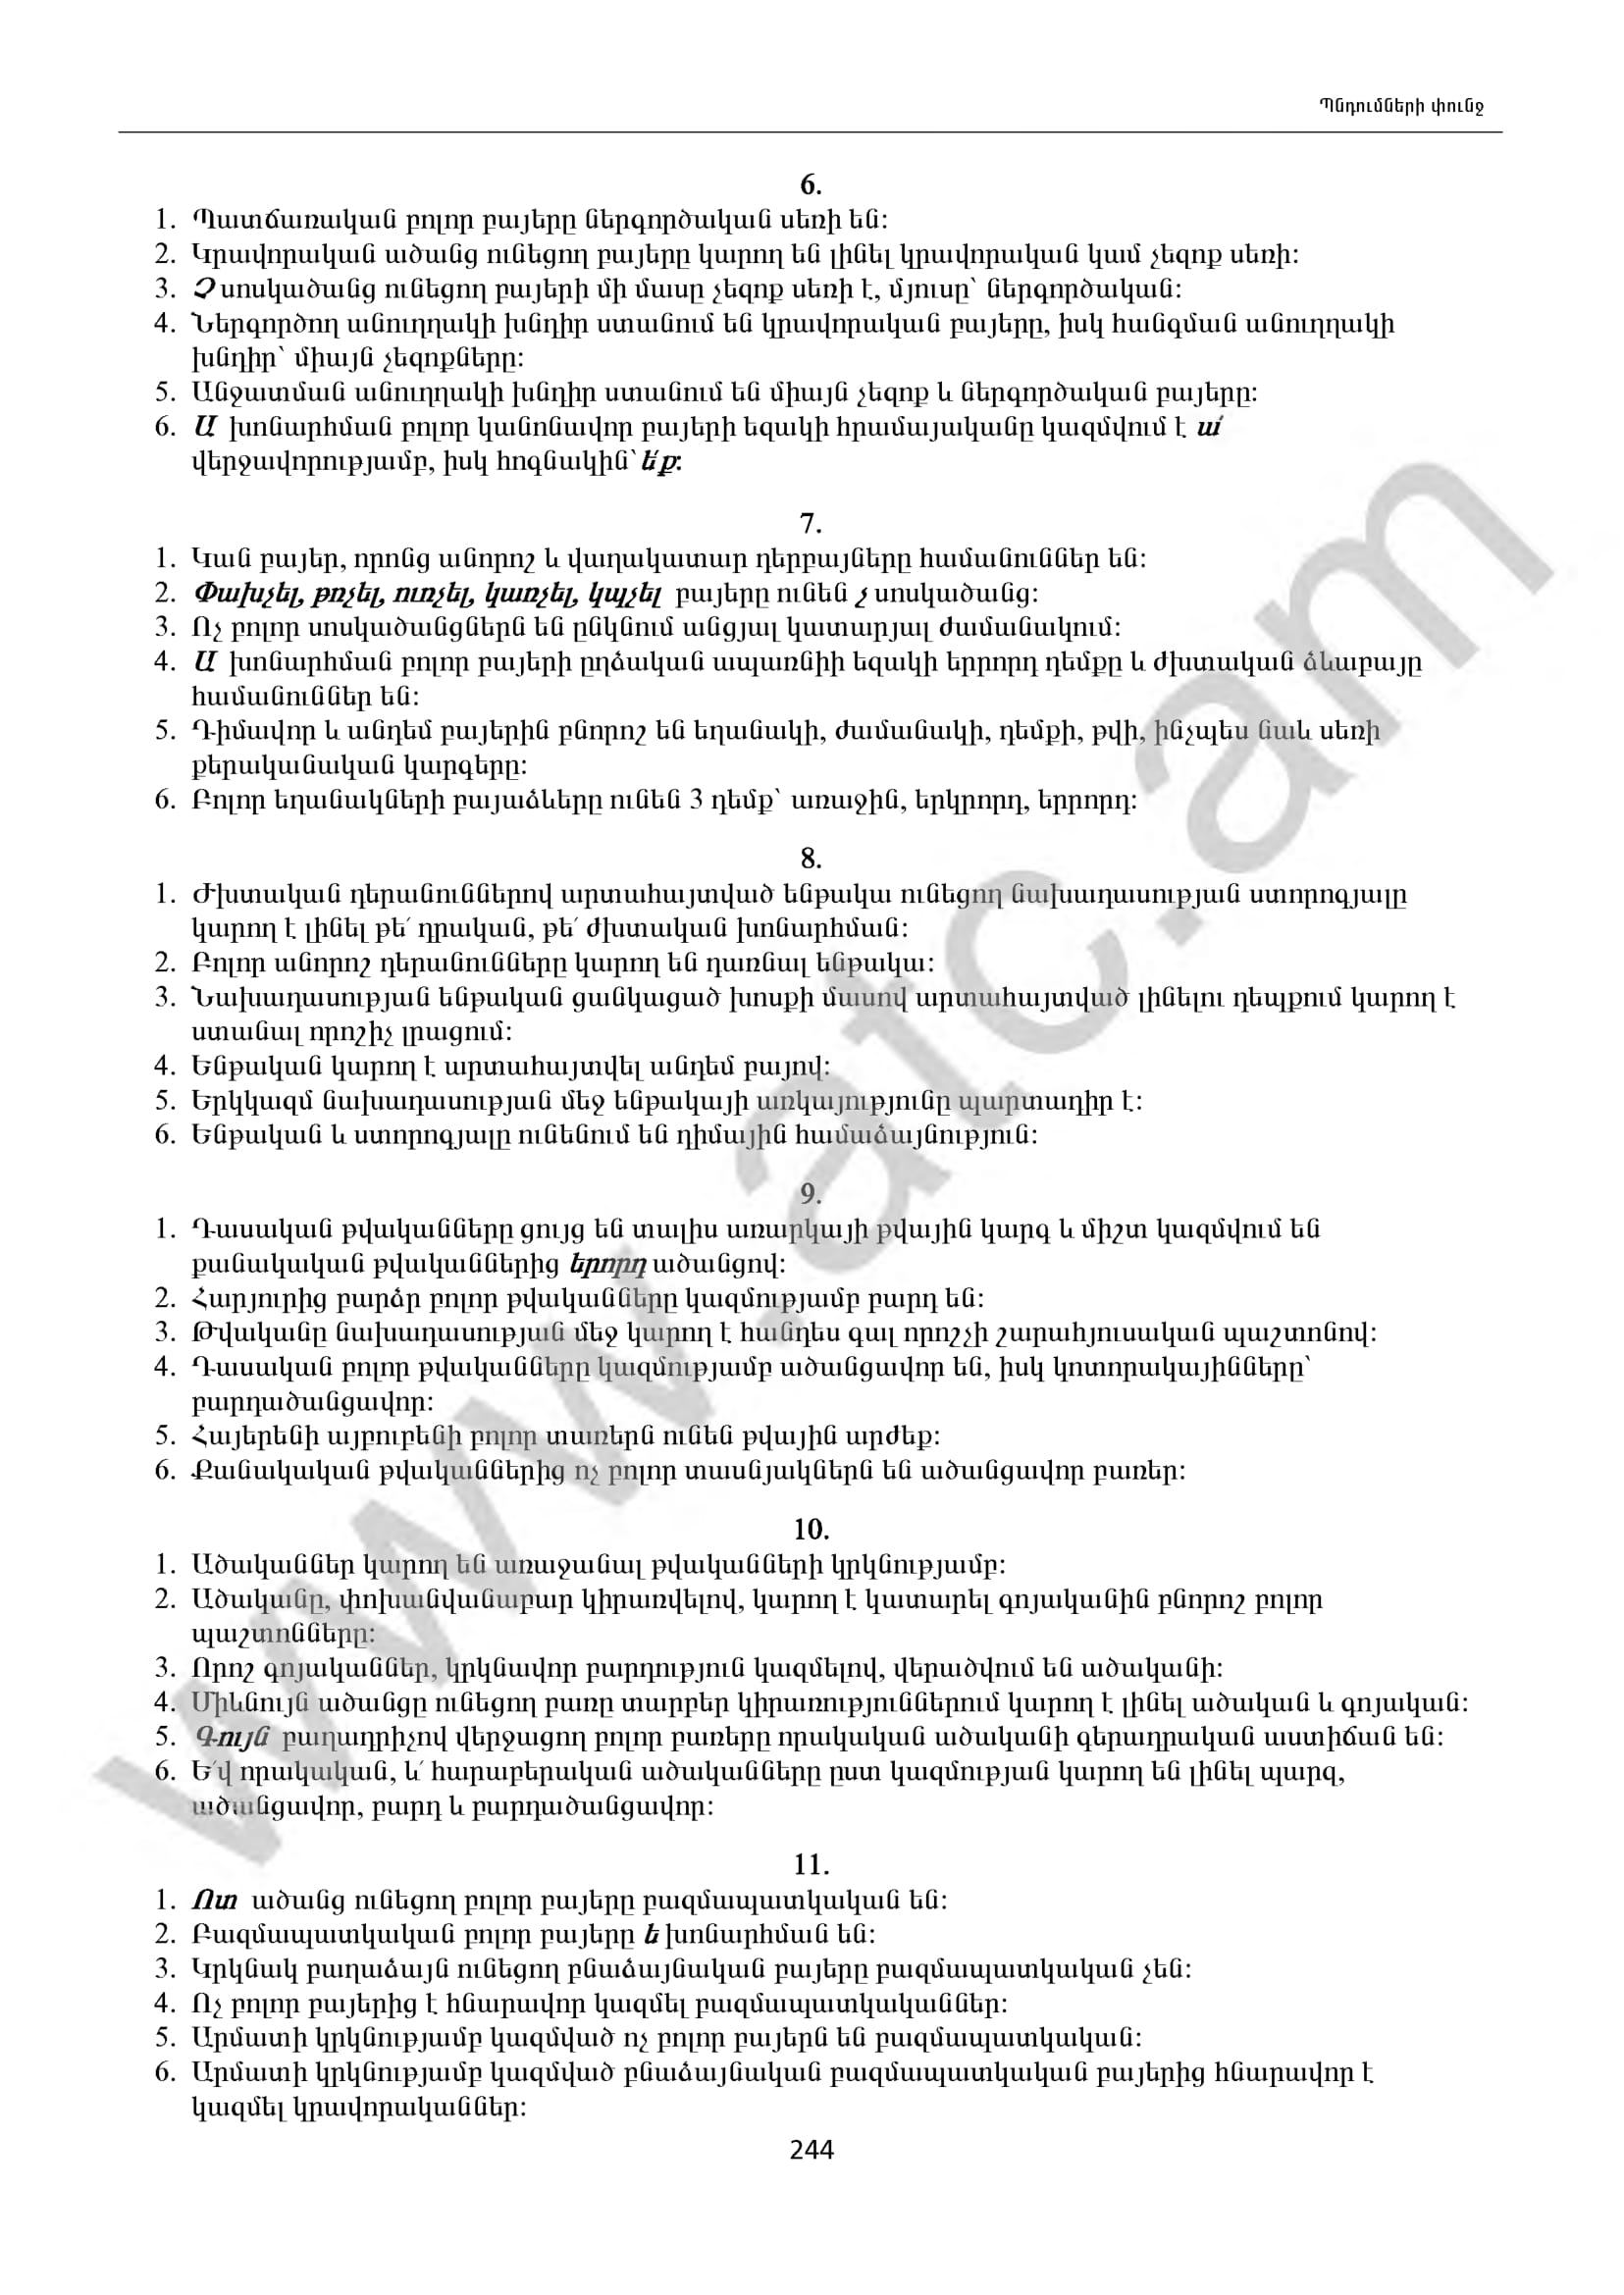 Պնդումների փունջ
6.
1. Պատճառական բոլոր բայերը ներգործական սեռի են:
2. Կրավորական ածանց ունեցող բայերը կարող են լինել կրավորական կամ չեզոք սեռի:
3. Չ սոսկածանց ունեցող բայերի մի մասը չեզոք սեռի է, մյուսը՝ ներգործական:
4. Ներգործող անուղղակի խնդիր ստանում են կրավորական բայերը, իսկ հանգման անուղղակի
խնդիր՝ միայն չեզոքները:
5. Անջատման անուղղակի խնդիր ստանում են միայն չեզոք և ներգործական բայերը:
6. Ա խոնարհման բոլոր կանոնավոր բայերի եզակի հրամայականը կազմվում է ա՛
վերջավորությամբ, իսկ հոգնակին՝ ե՛ք:
7.
1. Կան բայեր, որոնց անորոշ և վաղակատար դերբայները համանուններ են:
2. Փախչել, թռչել, ուռչել, կառչել, կպչել բայերը ունեն չ սոսկածանց:
3. Ոչ բոլոր սոսկածանցներն են ընկնում անցյալ կատարյալ ժամանակում:
4. Ա խոնարհման բոլոր բայերի ըղձական ապառնիի եզակի երրորդ դեմքը և ժխտական ձևաբայը
համանուններ են:
5. Դիմավոր և անդեմ բայերին բնորոշ են եղանակի, ժամանակի, դեմքի, թվի, ինչպես նաև սեռի
քերականական կարգերը:
6. Բոլոր եղանակների բայաձևերը ունեն 3 դեմք՝ առաջին, երկրորդ, երրորդ:
8.
1. Ժխտական դերանուններով արտահայտված ենթակա ունեցող նախադասության ստորոգյալը
կարող է լինել թե՛ դրական, թե՛ ժխտական խոնարհման:
2. Բոլոր անորոշ դերանունները կարող են դառնալ ենթակա:
3. Նախադասության ենթական ցանկացած խոսքի մասով արտահայտված լինելու դեպքում կարող է
ստանալ որոշիչ լրացում:
4. Ենթական կարող է արտահայտվել անդեմ բայով:
5. Երկկազմ նախադասության մեջ ենթակայի առկայությունը պարտադիր է:
6. Ենթական և ստորոգյալը ունենում են դիմային համաձայնություն:
9.
1. Դասական թվականները ցույց են տալիս առարկայի թվային կարգ և միշտ կազմվում են
քանակական թվականներից երորդ ածանցով:
2. Հարյուրից բարձր բոլոր թվականները կազմությամբ բարդ են:
3. Թվականը նախադասության մեջ կարող է հանդես գալ որոշչի շարահյուսական պաշտոնով:
4. Դասական բոլոր թվականները կազմությամբ ածանցավոր են, իսկ կոտորակայինները՝
բարդածանցավոր:
5. Հայերենի այբուբենի բոլոր տառերն ունեն թվային արժեք:
6. Քանակական թվականներից ոչ բոլոր տասնյակներն են ածանցավոր բառեր:
10.
1. Ածականներ կարող են առաջանալ թվականների կրկնությամբ:
2. Ածականը, փոխանվանաբար կիրառվելով, կարող է կատարել գոյականին բնորոշ բոլոր
պաշտոնները:
3. Որոշ գոյականներ, կրկնավոր բարդություն կազմելով, վերածվում են ածականի:
4. Միևնույն ածանցը ունեցող բառը տարբեր կիրառություններում կարող է լինել ածական և գոյական:
5. Գույն բաղադրիչով վերջացող բոլոր բառերը որակական ածականի գերադրական աստիճան են:
6. Ե՛վ որակական, և՛ հարաբերական ածականները ըստ կազմության կարող են լինել պարզ,
ածանցավոր, բարդ և բարդածանցավոր:
11.
1. Ոտ ածանց ունեցող բոլոր բայերը բազմապատկական են:
2. Բազմապատկական բոլոր բայերը ե խոնարհման են:
3. Կրկնակ բաղաձայն ունեցող բնաձայնական բայերը բազմապատկական չեն:
4. Ոչ բոլոր բայերից է հնարավոր կազմել բազմապատկականներ:
5. Արմատի կրկնությամբ կազմված ոչ բոլոր բայերն են բազմապատկական:
6. Արմատի կրկնությամբ կազմված բնաձայնական բազմապատկական բայերից հնարավոր է
կազմել կրավորականներ:
244
www.atc.am